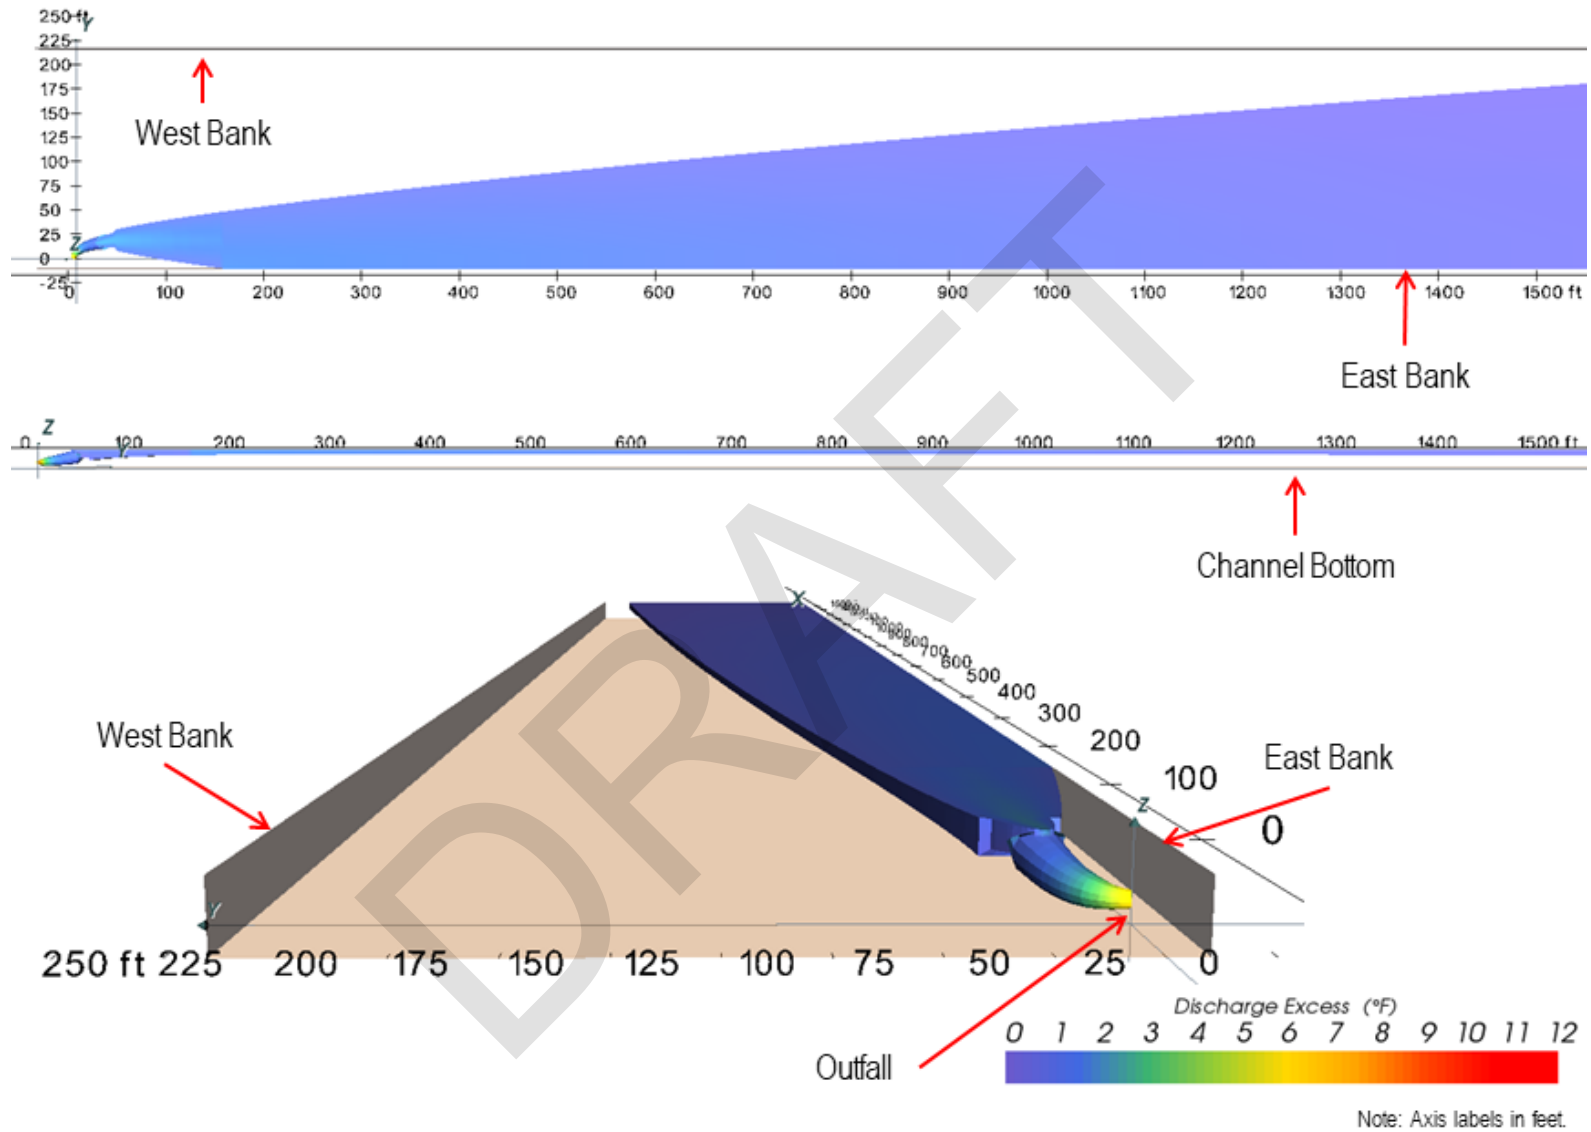 250 ft
Y
225
200
175
150
125
100
75
50
25
Z
0
-25
West Bank
0 100 200 300 400 500 600 700 800 900 1000 1100 1200 1300 1400 1500 ft
East Bank
Z
0 100 200 300 400 500 600 700 800 900 1000 1100 1200 1300 1400 1500 ft
Y
Channel Bottom
DRAFT
X
900
800
700
600
500
400
300
200
100
0
West Bank
East Bank
Z
Y
250 ft 225 200 175 150 125 100 75 50 25 0
Outfall
Discharge Excess (°F)
0 1 2 3 4 5 6 7 8 9 10 11 12
Note: Axis labels in feet.